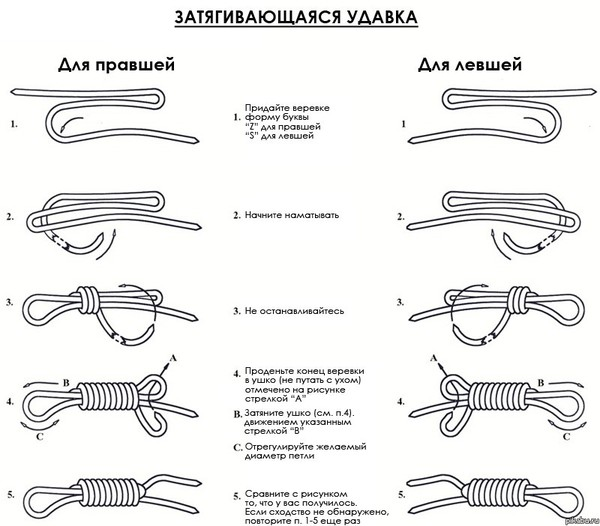 ЗАТЯГИВАЮЩАЯСЯ УДАВКА
Для правшей
Для левшей
1.
1. Придайте веревке
форму буквы
"Z" для правшей
"S" для левшей
1
2.
2. Начните наматывать
2.
3.
3. Не останавливайтесь
3.
A
B
4.
C
4. Проденьте конец веревки
в ушко (не путать с ухом)
отмечено на рисунке
стрелкой "А"
B. Затяните ушко (см. п.4).
движением указанным
стрелкой "В"
C. Отрегулируйте желаемый
диаметр петли
A
B
4.
C
5.
5. Сравните с рисунком
то, что у вас получилось.
Если сходство не обнаружено,
повторите п. 1-5 еще раз
5.
pikabu.ru